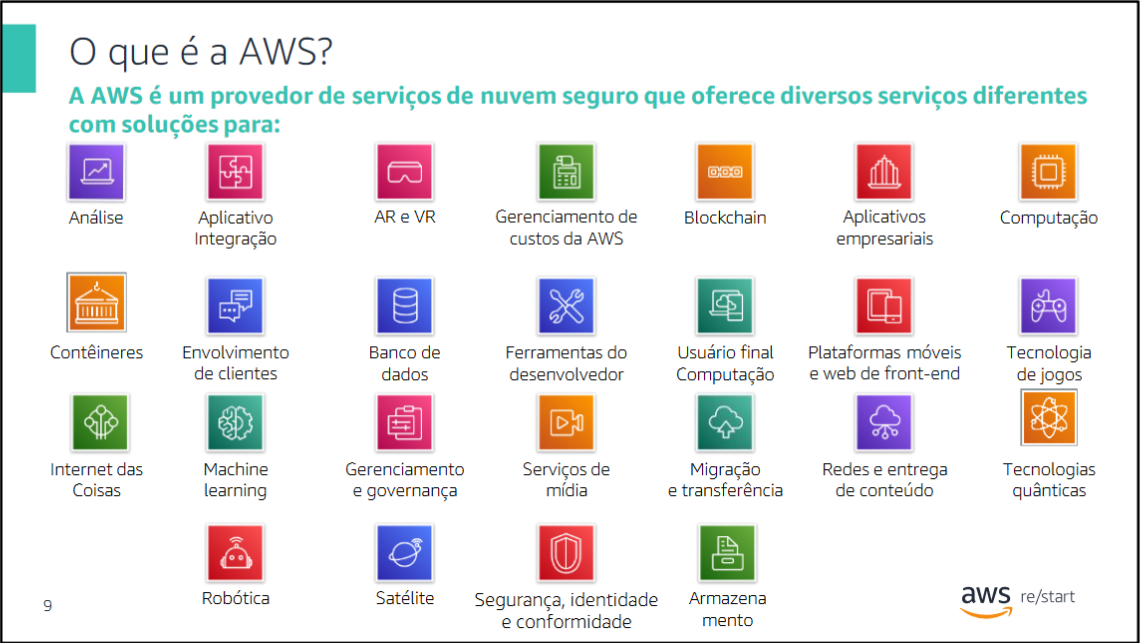 O que é a AWS?
A AWS é um provedor de serviços de nuvem seguro que oferece diversos serviços diferentes
com soluções para:
Análise
Aplicativo
Integração
AR e VR
Gerenciamento de
custos da AWS
Blockchain
Aplicativos
empresariais
Computação
Contêineres
Envolvimento
de clientes
Banco de
dados
Ferramentas do
desenvolvedor
Usuário final
Computação
Plataformas móveis
e web de front-end
Tecnologia
de jogos
Internet das
Coisas
Machine
learning
Gerenciamento
e governança
Serviços de
mídia
Migração
e transferência
Redes e entrega
de conteúdo
Tecnologias
quânticas
Robótica
Satélite
Segurança, identidade
e conformidade
Armazena
mento
9
aws re/start